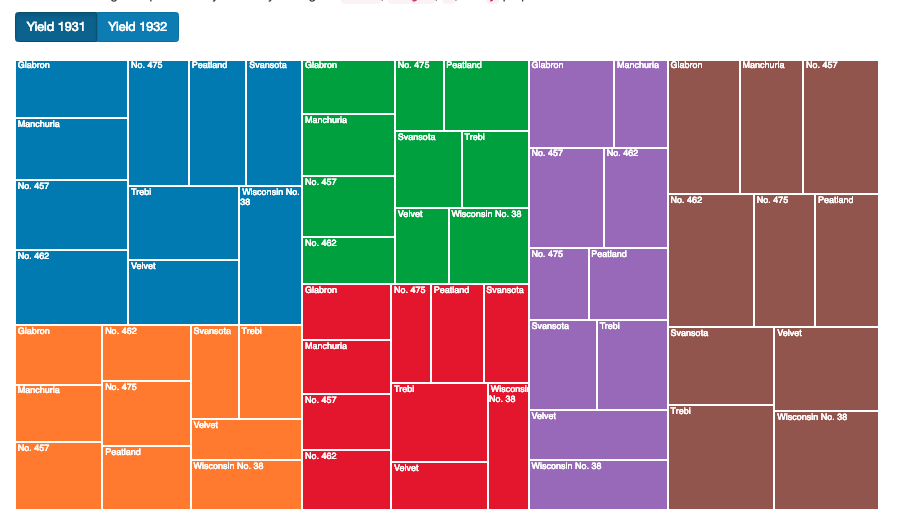 Yield 1931 Yield 1932
Glabron
No. 475
Peatland
Svansota
Manchuria
No. 457
No. 462
Trebi
Wisconsin No.
38
Velvet
Glabron
No. 475
Peatland
Manchuria
Svansota
Trebi
No. 457
Velvet
Wisconsin No. 38
No. 462
Glabron
Manchuria
No. 457
No. 462
No. 475
Peatland
Svansota
Trebi
Velvet
Wisconsin No. 38
Glabron
Manchuria
No. 457
No. 462
No. 475
Peatland
Svansota
Velvet
Trebi
Wisconsin No. 38
Glabron
No. 462
Svansota
Trebi
Manchuria
No. 475
No. 457
Peatland
Velvet
Wisconsin No. 38
Glabron
No. 475
Peatland
Svansota
Manchuria
No. 457
No. 462
Trebi
Wisconsin
No. 38
Velvet